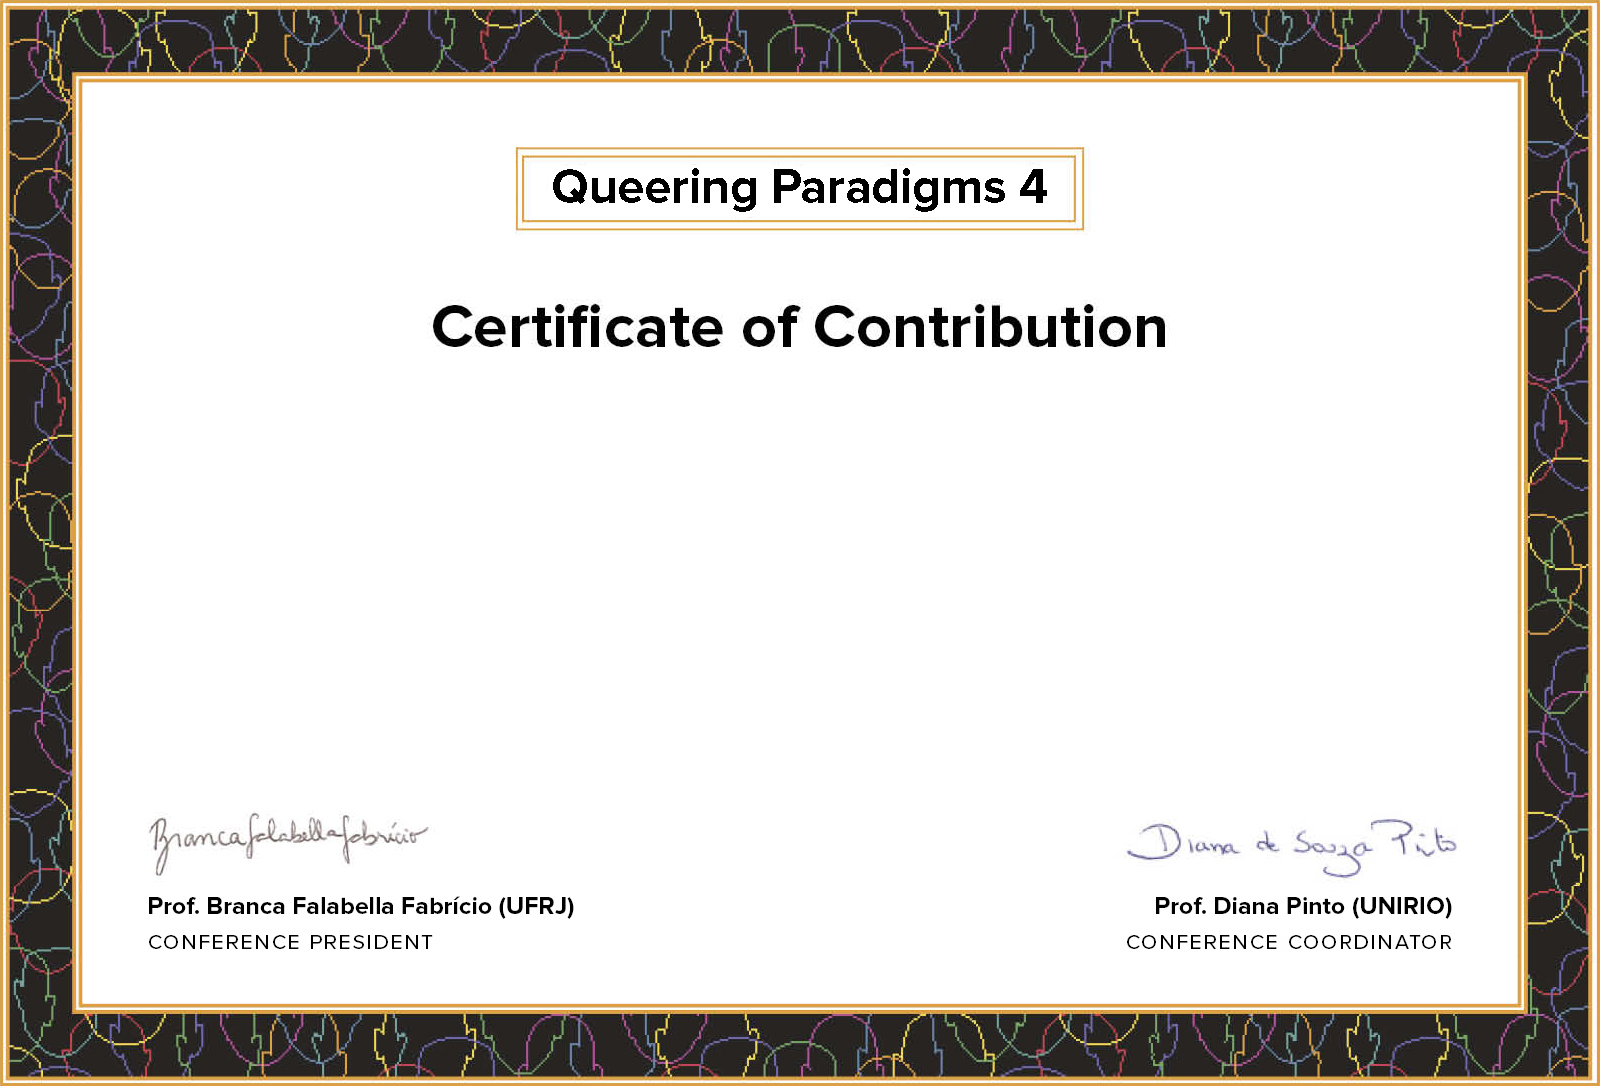 Queering Paradigms 4
Certificate of Contribution
Branca Falabella Fabrício
Diana de Souza Pinto
Prof. Branca Falabella Fabrício (UFRJ)
CONFERENCE PRESIDENT
Prof. Diana Pinto (UNIRIO)
CONFERENCE COORDINATOR